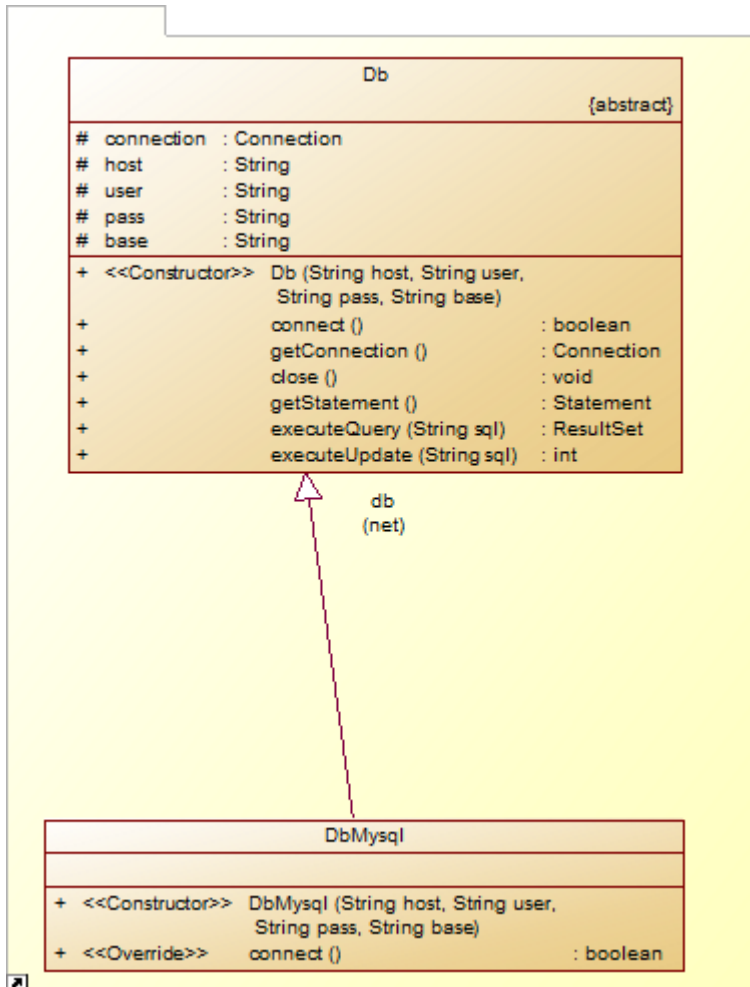 Db
{abstract}
# connection : Connection
# host : String
# user : String
# pass : String
# base : String
+ <<Constructor>> Db (String host, String user,
String pass, String base)
+ connect () : boolean
+ getConnection () : Connection
+ close () : void
+ getStatement () : Statement
+ executeQuery (String sql) : ResultSet
+ executeUpdate (String sql) : int
db
(net)
DbMysql
+ <<Constructor>> DbMysql (String host, String user,
String pass, String base)
+ <<Override>> connect () : boolean